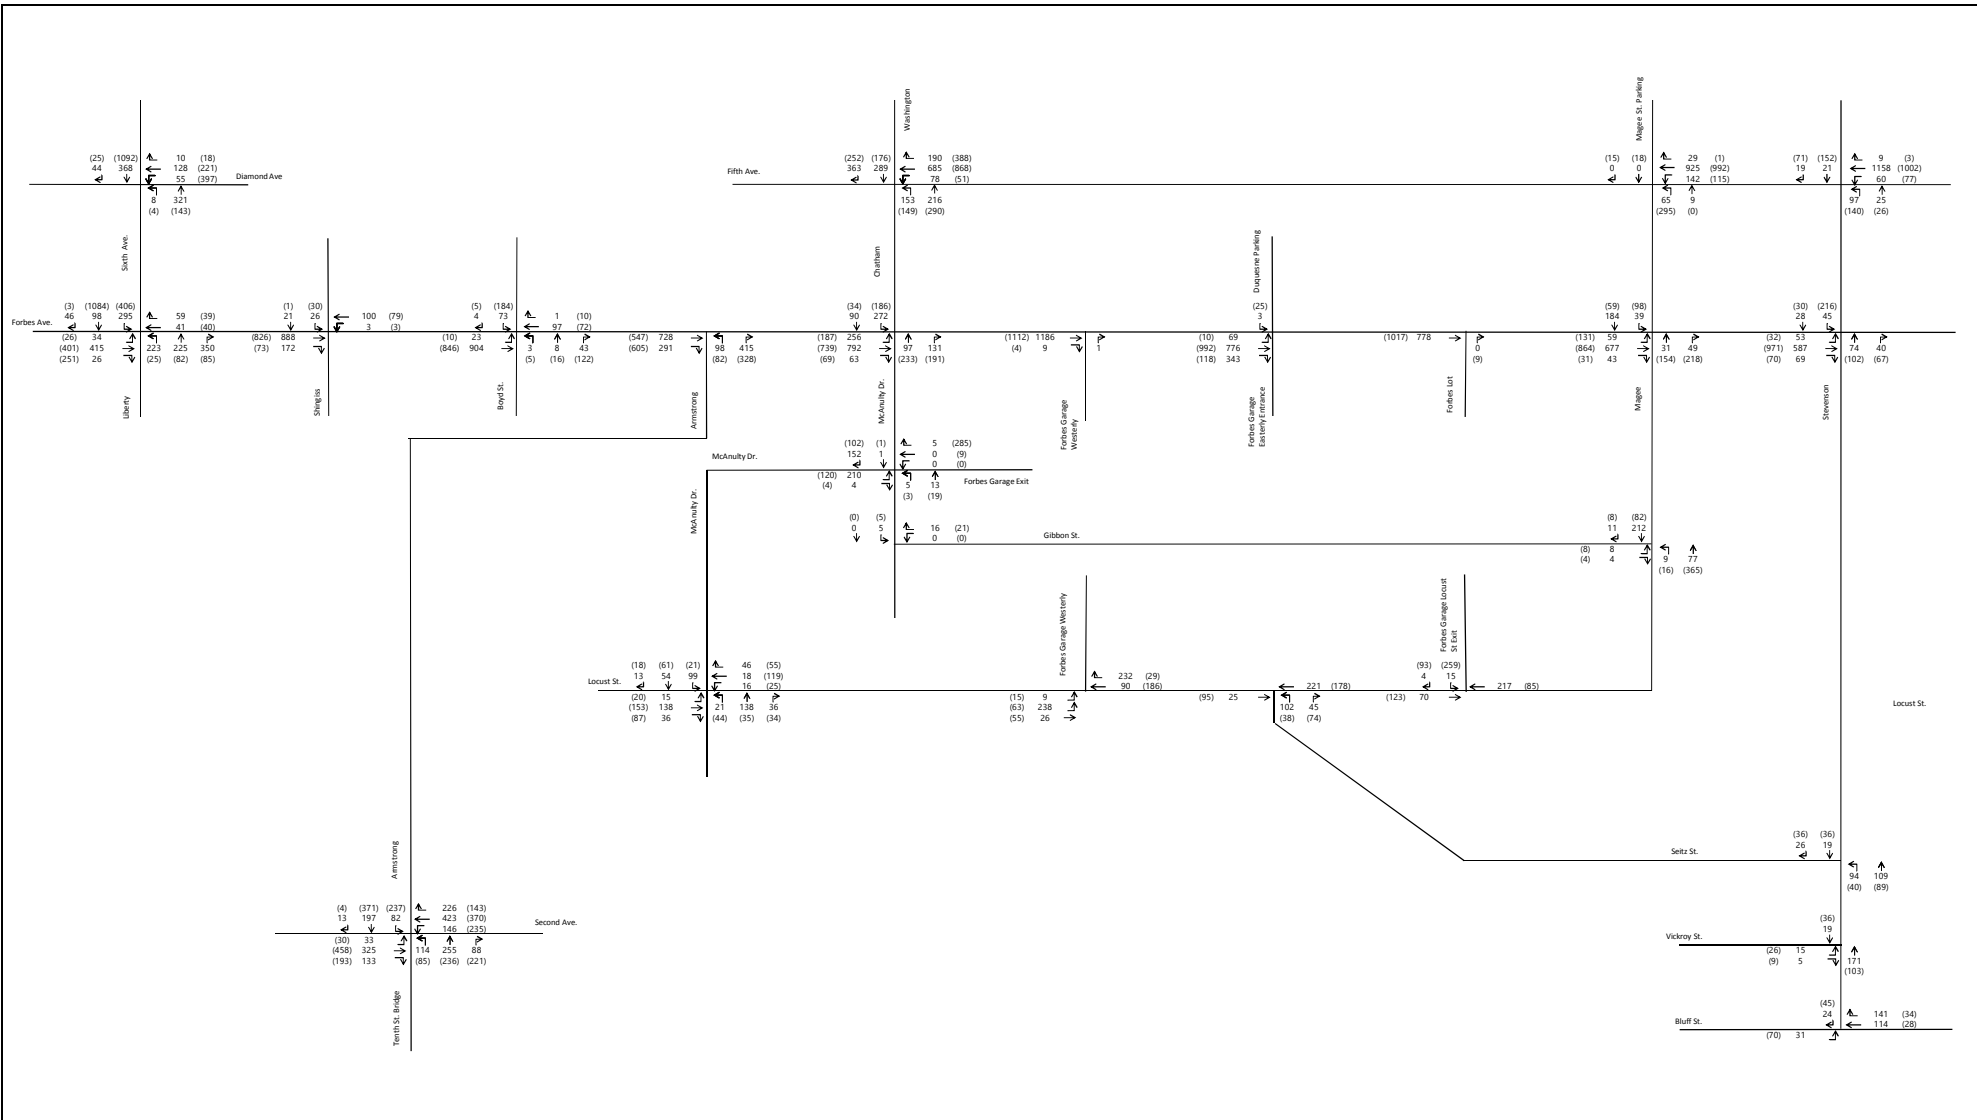 Washington
Magee St. Parking
(25) (1092) 10 (18)
44 368 128 (221)
55 (397)
Diamond Ave
8 321
(4) (143)
Fifth Ave.
(252) (176) 190 (388)
363 289 685 (868)
78 (51)
153 216
(149) (290)
(15) (18) 29 (1)
0 0 925 (992)
142 (115)
65 9
(295) (0)
(71) (152) 9 (3)
19 21 1158 (1002)
60 (77)
97 25
(140) (26)
Sixth Ave.
Chatham
Duquesne Parking
Forbes Ave.
(3) (1084) (406) 59 (39)
46 98 295 41 (40)
(26) 34
(401) 415 223 225 350
(251) 26 (25) (82) (85)
Liberty
(1) (30)
21 26 100 (79)
3 (3)
(826) 888
(73) 172
Shingiss
(5) (184) 1 (10)
4 73 97 (72)
(10) 23
(846) 904 3 8 43
(5) (16) (122)
Boyd St.
(547) 728
(605) 291 98 415
(82) (328)
Armstrong
(34) (186)
90 272
(187) 256
(739) 792 97 131
(69) 63 (233) (191)
McAnulty Dr.
(1112) 1186
(4) 9 1
Forbes Garage
Westerly
(25)
3
(10) 69
(992) 776
(118) 343
Forbes Garage
Easterly Entrance
(1017) 778
0
(9)
Forbes Lot
(59) (98)
184 39
(131) 59
(864) 677 31 49
(31) 43 (154) (218)
Magee
(30) (216)
28 45
(32) 53
(971) 587 74 40
(70) 69 (102) (67)
Stevenson
McAnulty Dr.
(102) (1) 5 (285)
152 1 0 (9)
0 (0)
(120) 210
(4) 4 5 13
(3) (19)
Forbes Garage Exit
McAnulty Dr.
(0) (5)
0 5 16 (21)
0 (0)
Gibbon St.
(8) (82)
11 212
(8) 8
(4) 4 9 77
(16) (365)
Forbes Garage Westerly
Forbes Garage Locust
St Exit
Locust St.
(18) (61) (21) 46 (55)
13 54 99 18 (119)
16 (25)
(20) 15
(153) 138 21 138 36
(87) 36 (44) (35) (34)
232 (29)
90 (186)
(15) 9
(63) 238
(55) 26
221 (178)
(95) 25
102 45
(38) (74)
(93) (259)
4 15 217 (85)
(123) 70
Locust St.
Armstrong
Seitz St.
(36) (36)
26 19
94 109
(40) (89)
(4) (371) (237) 226 (143)
13 197 82 423 (370)
146 (235)
Second Ave.
(30) 33
(458) 325 114 255 88
(193) 133 (85) (236) (221)
Tenth St. Bridge
Vickroy St.
(36)
19
(26) 15
(9) 5 171
(103)
Bluff St.
(45)
24 141 (34)
114 (28)
(70) 31